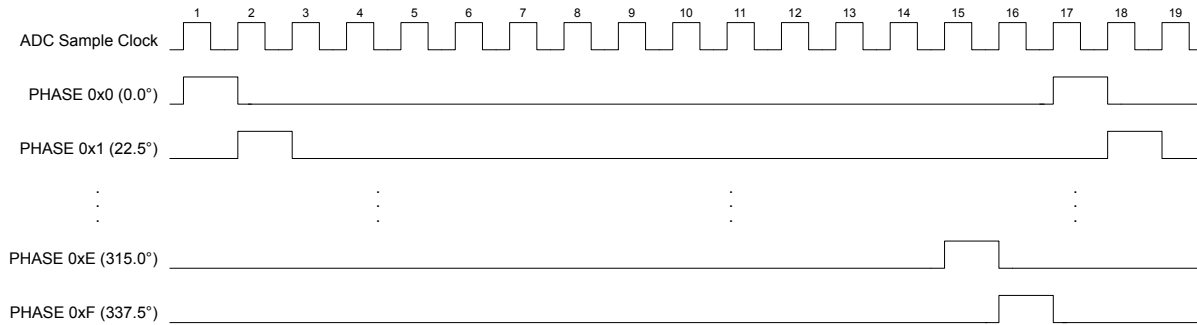 1 2 3 4 5 6 7 8 9 10 11 12 13 14 15 16 17 18 19
ADC Sample Clock
PHASE 0x0 (0.0°)
PHASE 0x1 (22.5°)
PHASE 0xE (315.0°)
PHASE 0xF (337.5°)